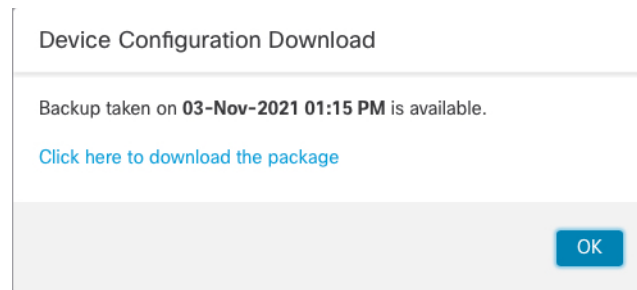 Device Configuration Download
Backup taken on 03-Nov-2021 01:15 PM is available.
Click here to download the package
OK